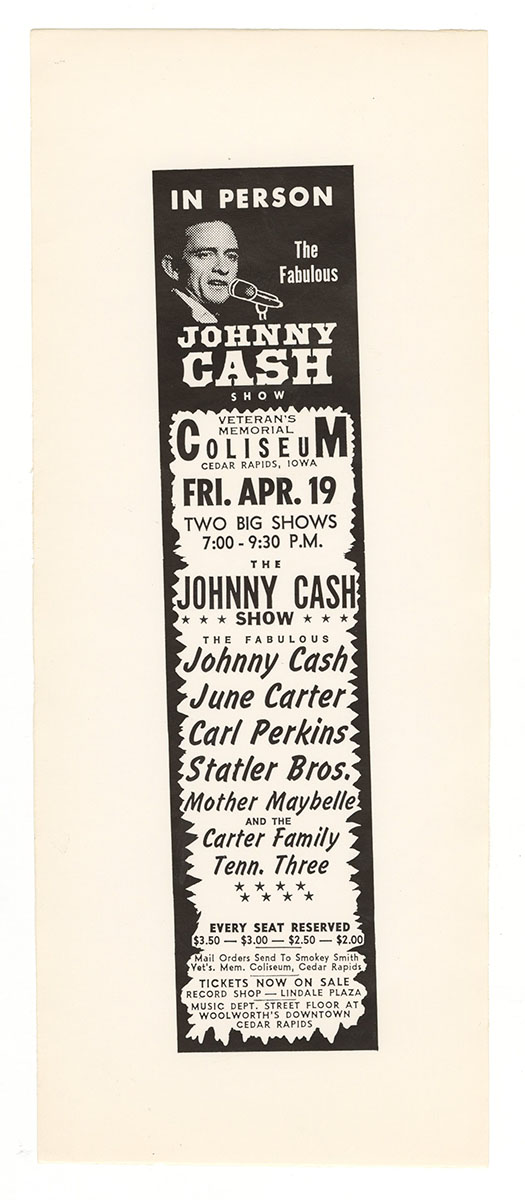 IN PERSON
The
Fabulous
JOHNNY
CASH
SHOW
VETERAN'S
MEMORIAL
COLISEUM
CEDAR RAPIDS, IOWA
FRI. APR. 19
TWO BIG SHOWS
7:00 - 9:30 P.M.
THE
JOHNNY CASH
★ ★ ★ SHOW ★ ★ ★
THE FABULOUS
Johnny Cash
June Carter
Carl Perkins
Statler Bros.
Mother Maybelle
AND THE
Carter Family
Tenn. Three
★ ★ ★ ★
★ ★ ★ ★
EVERY SEAT RESERVED
$3.50 — $3.00 — $2.50 — $2.00
Mail Orders Send To Smokey Smith
Vet's. Mem. Coliseum, Cedar Rapids
TICKETS NOW ON SALE
RECORD SHOP — LINDALE PLAZA
MUSIC DEPT. STREET FLOOR AT
WOOLWORTH'S DOWNTOWN
CEDAR RAPIDS